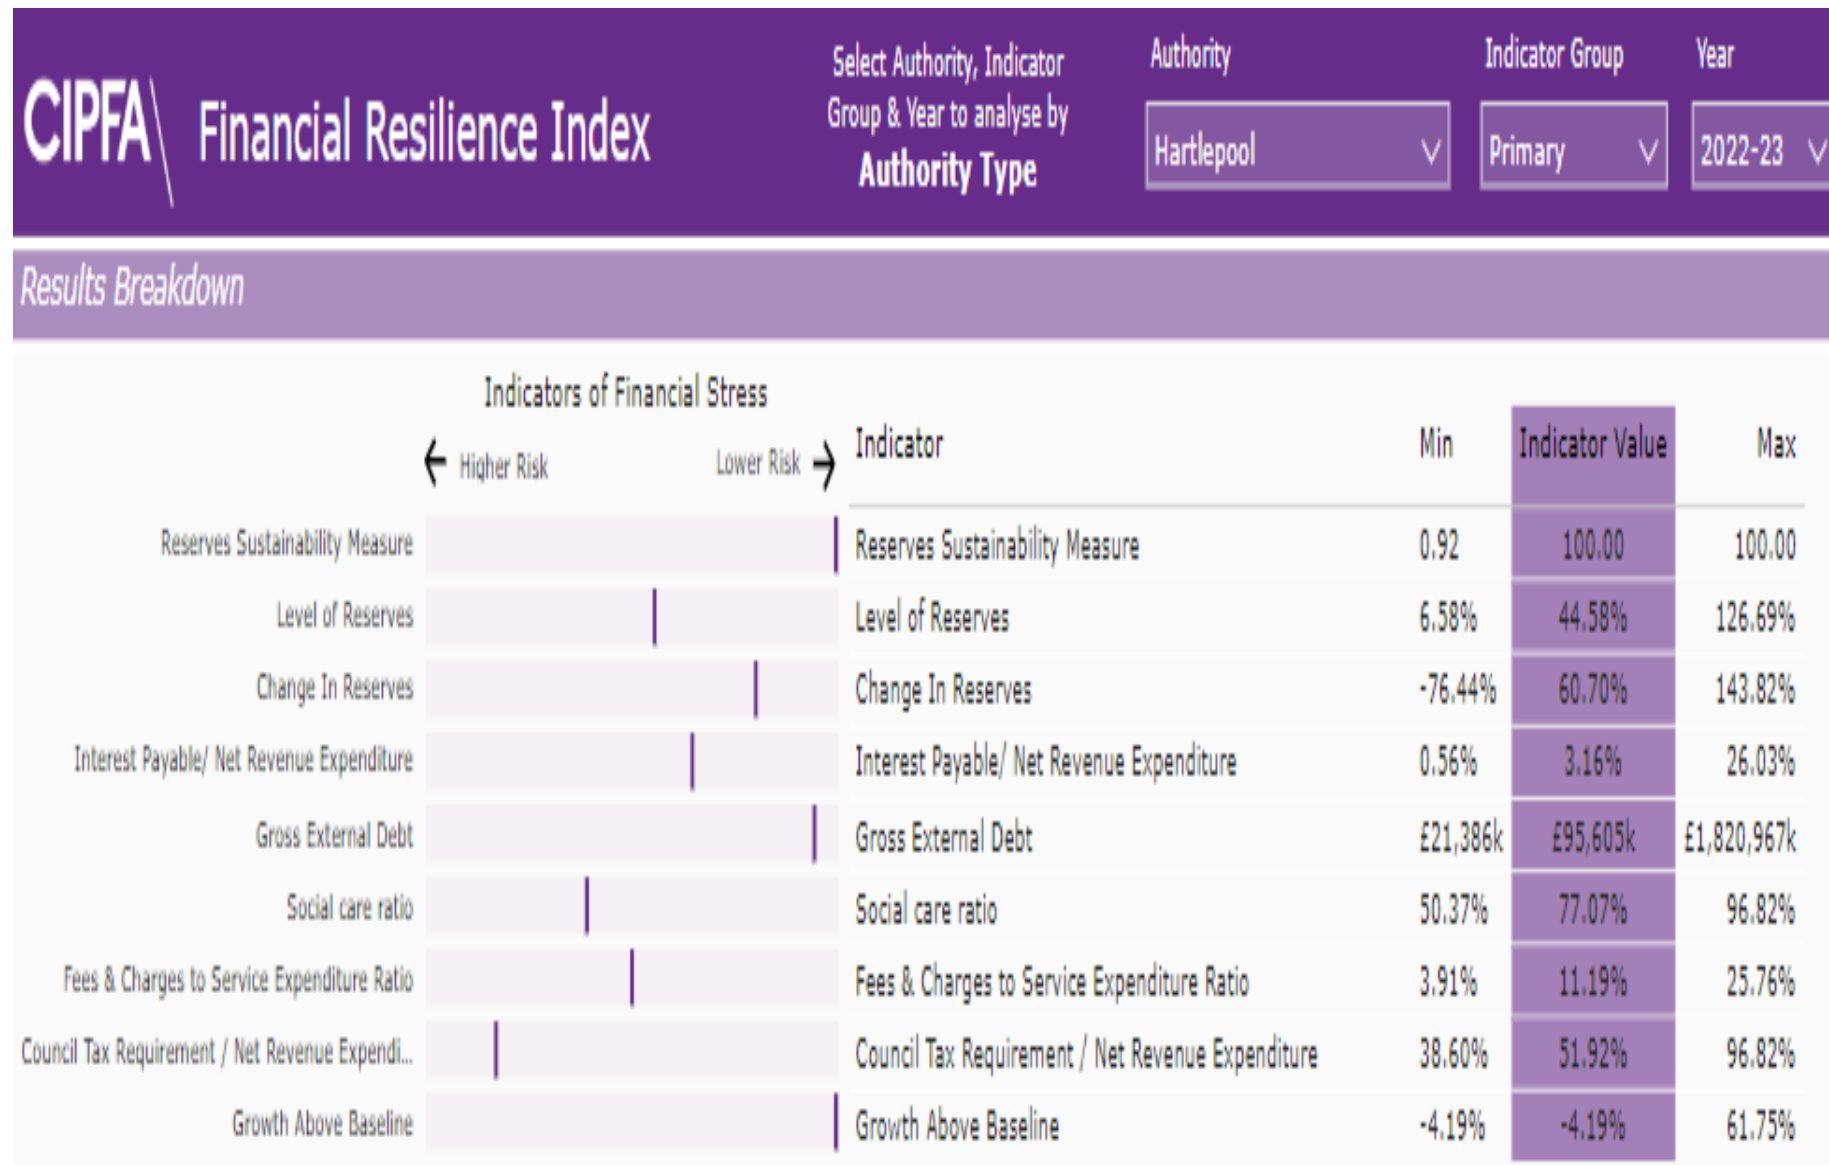 CIPFA\ Financial Resilience Index
Select Authority, Indicator
Group & Year to analyse by
Authority Type
Authority
Hartlepool
Indicator Group
Primary
Year
2022-23
Results Breakdown
Indicators of Financial Stress
← Higher Risk Lower Risk →
Reserves Sustainability Measure
Level of Reserves
Change In Reserves
Interest Payable/ Net Revenue Expenditure
Gross External Debt
Social care ratio
Fees & Charges to Service Expenditure Ratio
Council Tax Requirement / Net Revenue Expendi...
Growth Above Baseline
Indicator Min Indicator Value Max
Reserves Sustainability Measure 0.92 100.00 100.00
Level of Reserves 6.58% 44.58% 126.69%
Change In Reserves -76.44% 60.70% 143.82%
Interest Payable/ Net Revenue Expenditure 0.56% 3.16% 26.03%
Gross External Debt £21,386k £95,605k £1,820,967k
Social care ratio 50.37% 77.07% 96.82%
Fees & Charges to Service Expenditure Ratio 3.91% 11.19% 25.76%
Council Tax Requirement / Net Revenue Expenditure 38.60% 51.92% 96.82%
Growth Above Baseline -4.19% -4.19% 61.75%